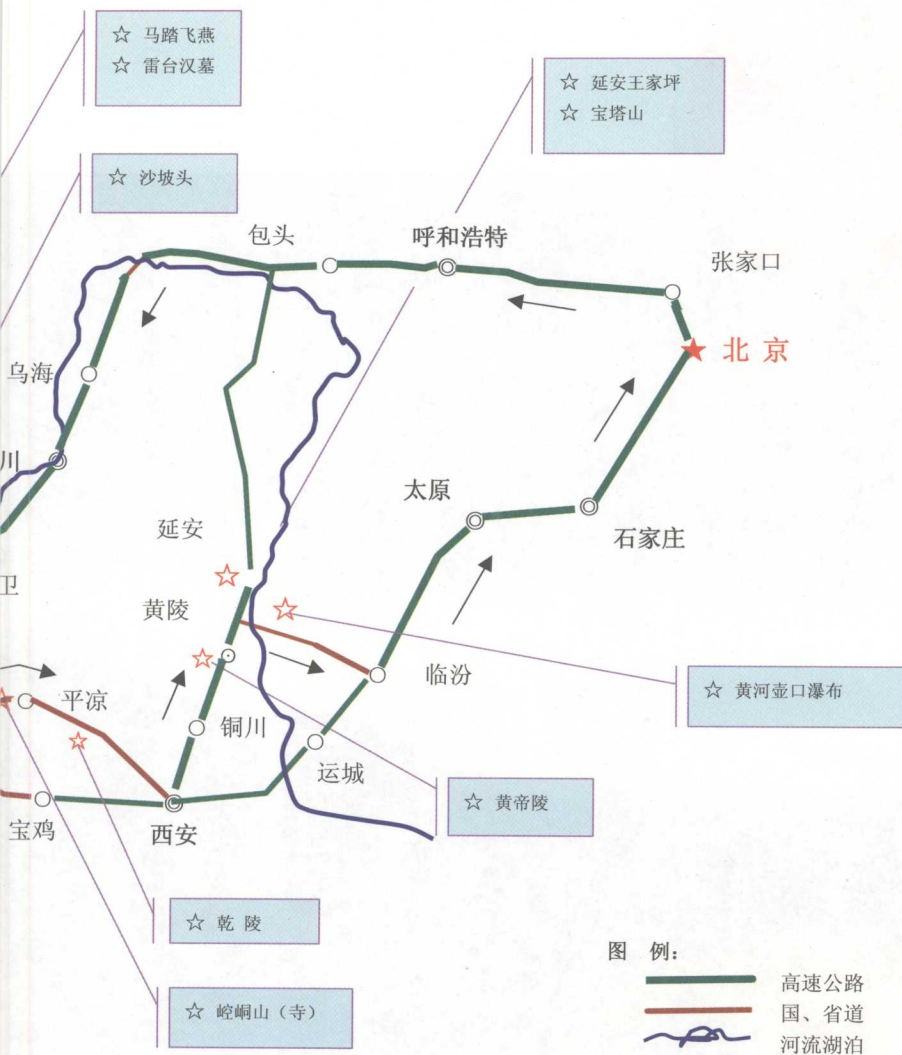 ☆ 马踏飞燕
☆ 雷台汉墓
☆ 延安王家坪
☆ 宝塔山
☆ 沙坡头
包头
呼和浩特
张家口
北京
乌海
川
太原
石家庄
延安
卫
黄陵
临汾
☆ 黄河壶口瀑布
平凉
铜川
运城
☆ 黄帝陵
宝鸡
西安
☆ 乾 陵
☆ 崆峒山（寺）
图 例：
高速公路
国、省道
河流湖泊